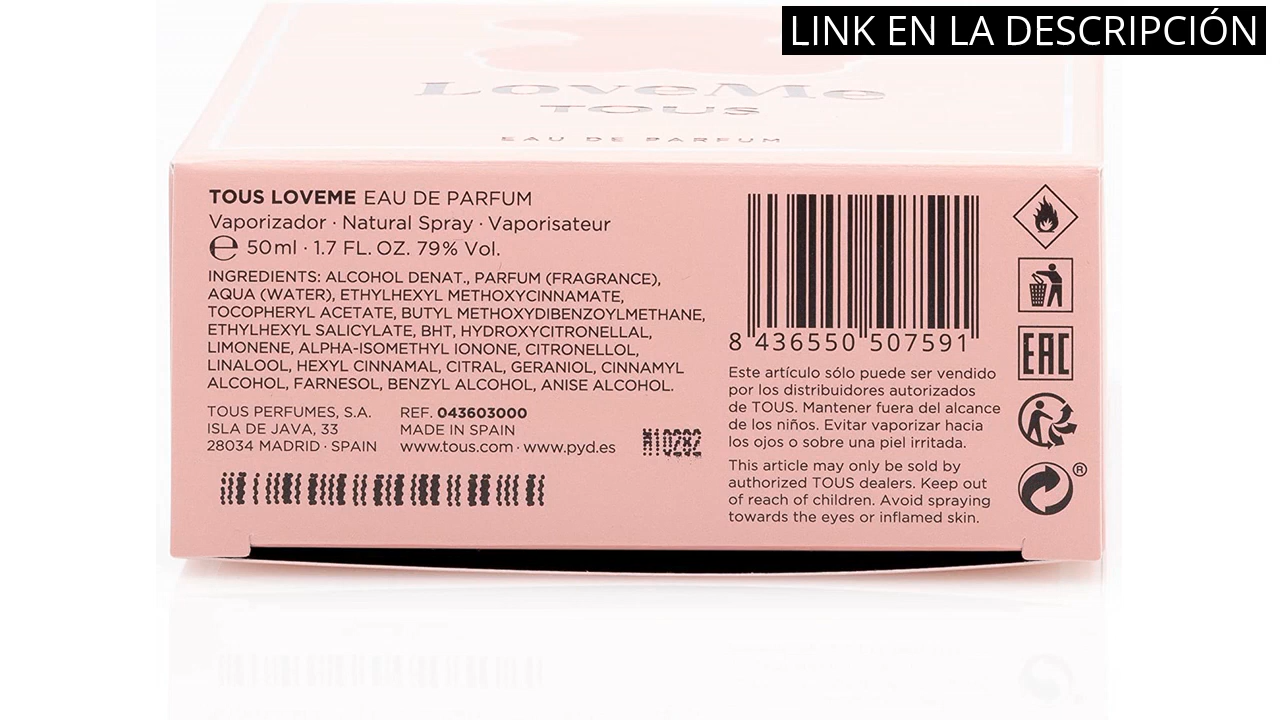 LINK EN LA DESCRIPCIÓN
LoveMe
TOUS
EAU DE PARFUM
TOUS LOVEME EAU DE PARFUM
Vaporizador · Natural Spray · Vaporisateur
℮ 50ml · 1.7 FL. OZ. 79% Vol.
INGREDIENTS: ALCOHOL DENAT., PARFUM (FRAGRANCE),
AQUA (WATER), ETHYLHEXYL METHOXYCINNAMATE,
TOCOPHERYL ACETATE, BUTYL METHOXYDIBENZOYLMETHANE,
ETHYLHEXYL SALICYLATE, BHT, HYDROXYCITRONELLAL,
LIMONENE, ALPHA-ISOMETHYL IONONE, CITRONELLOL,
LINALOOL, HEXYL CINNAMAL, CITRAL, GERANIOL, CINNAMYL
ALCOHOL, FARNESOL, BENZYL ALCOHOL, ANISE ALCOHOL.
TOUS PERFUMES, S.A.
ISLA DE JAVA, 33
28034 MADRID · SPAIN
REF. 043603000
MADE IN SPAIN
www.tous.com · www.pyd.es
8 436550 507591
Este artículo sólo puede ser vendido
por los distribuidores autorizados
de TOUS. Mantener fuera del alcance
de los niños. Evitar vaporizar hacia
los ojos o sobre una piel irritada.
This article may only be sold by
authorized TOUS dealers. Keep out
of reach of children. Avoid spraying
towards the eyes or inflamed skin.
EAC
®